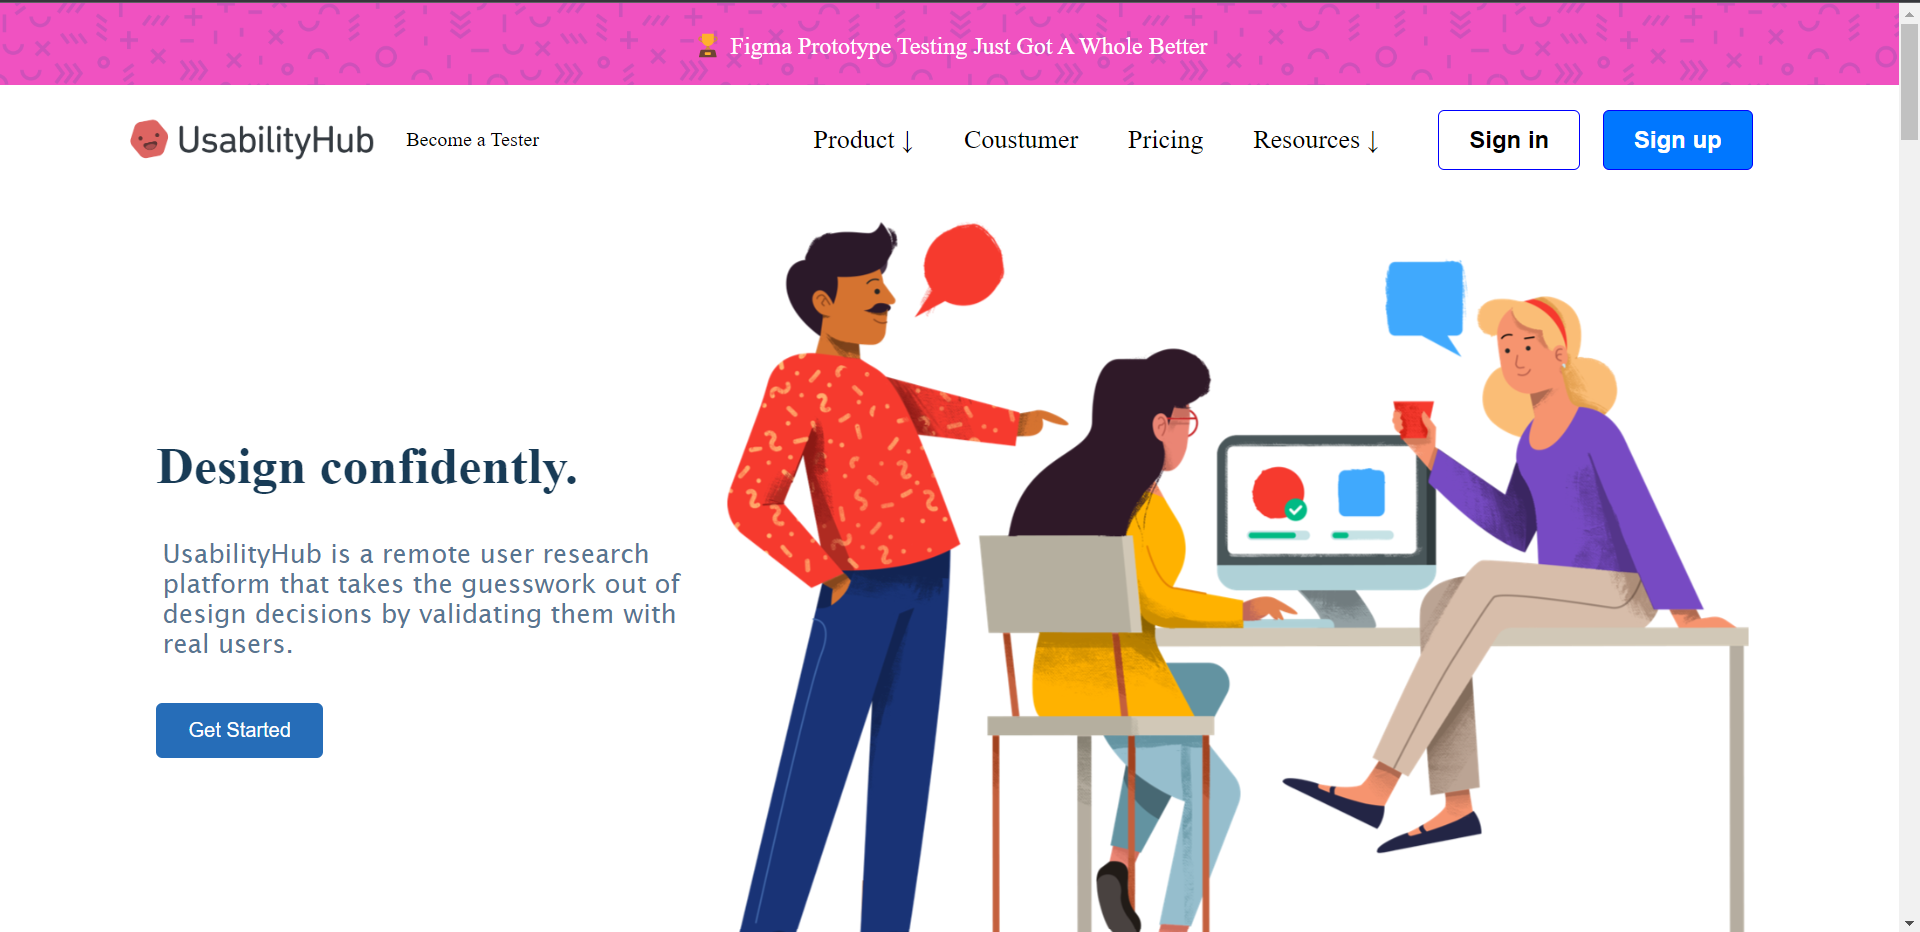 Figma Prototype Testing Just Got A Whole Better
UsabilityHub
Become a Tester
Product ↓
Coustumer
Pricing
Resources ↓
Sign in
Sign up
Design confidently.
UsabilityHub is a remote user research
platform that takes the guesswork out of
design decisions by validating them with
real users.
Get Started